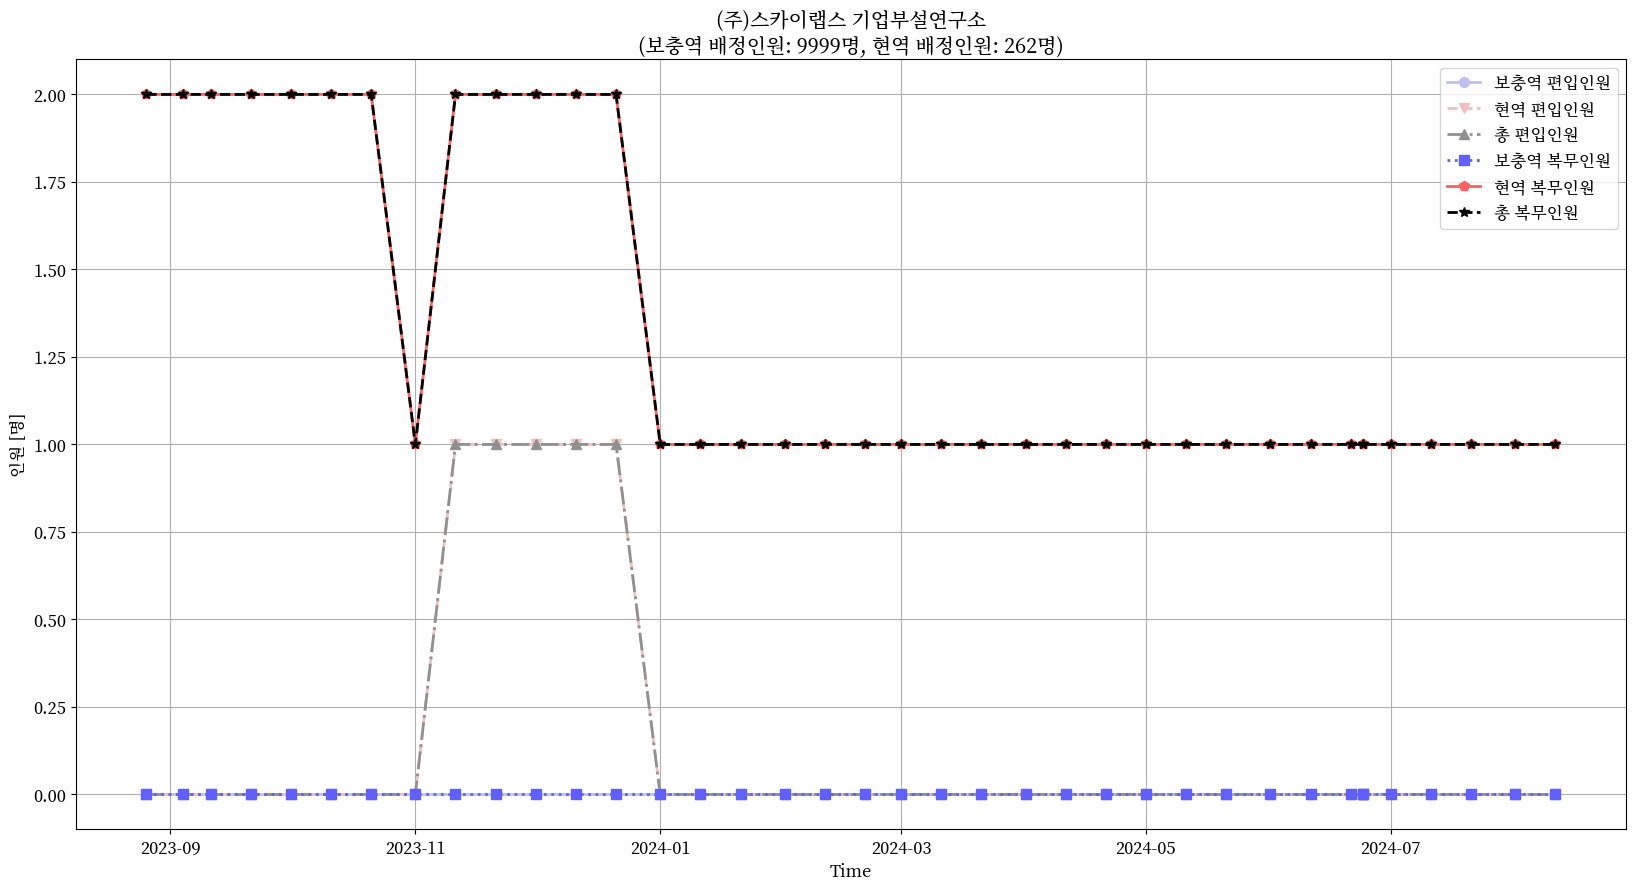 (주)스카이랩스 기업부설연구소
(보충역 배정인원: 9999명, 현역 배정인원: 262명)
보충역 편입인원
현역 편입인원
총 편입인원
보충역 복무인원
현역 복무인원
총 복무인원
인원 [명]
2.00
1.75
1.50
1.25
1.00
0.75
0.50
0.25
0.00
2023-09
2023-11
2024-01
2024-03
2024-05
2024-07
Time